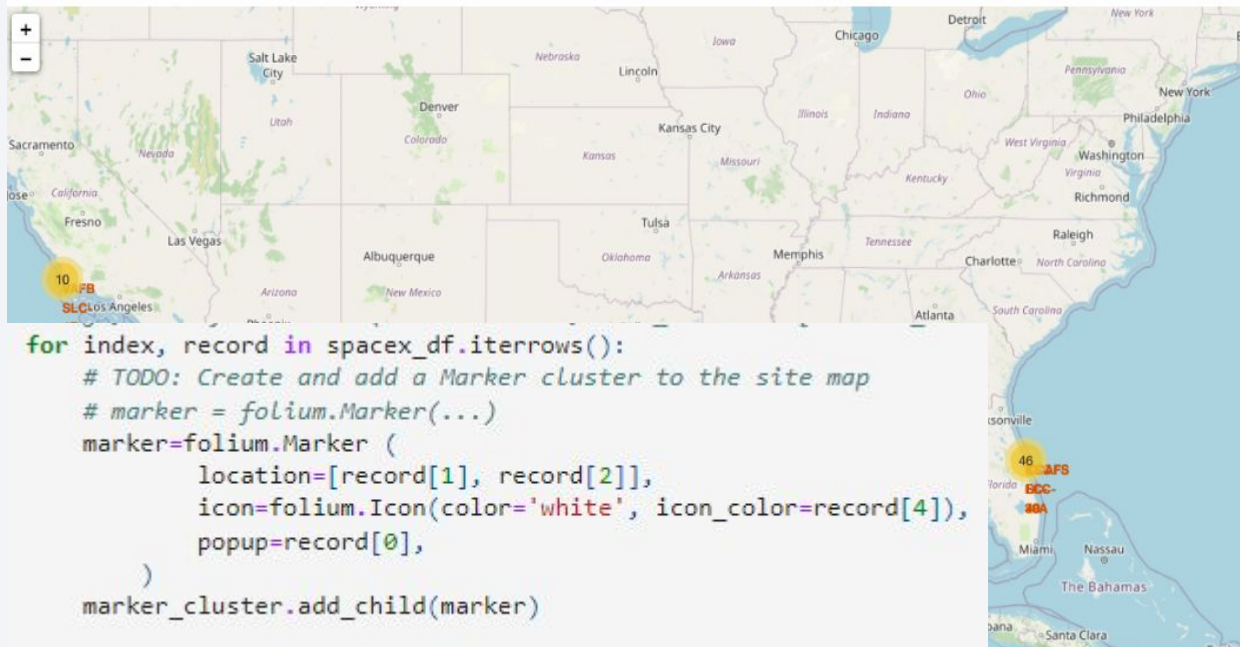 +
−
Salt Lake
City
Nebraska
Iowa
Chicago
Detroit
New York
Lincoln
Pennsylvania
New York
Denver
Utah
Colorado
Illinois
Indiana
Ohio
Philadelphia
Sacramento
Nevada
Kansas City
Kansas
Missouri
West Virginia
Washington
Virginia
Kentucky
Richmond
California
Fresno
Las Vegas
Tulsa
Raleigh
Albuquerque
Oklahoma
Memphis
Tennessee
Charlotte
North Carolina
10
Arizona
New Mexico
Arkansas
SLC-
Los Angeles
Atlanta
South Carolina
for index, record in spacex_df.iterrows():
# TODO: Create and add a Marker cluster to the site map
# marker = folium.Marker(...)
marker=folium.Marker (
location=[record[1], record[2]],
icon=folium.Icon(color='white', icon_color=record[4]),
popup=record[0],
)
marker_cluster.add_child(marker)
46
Miami
Nassau
The Bahamas
Santa Clara